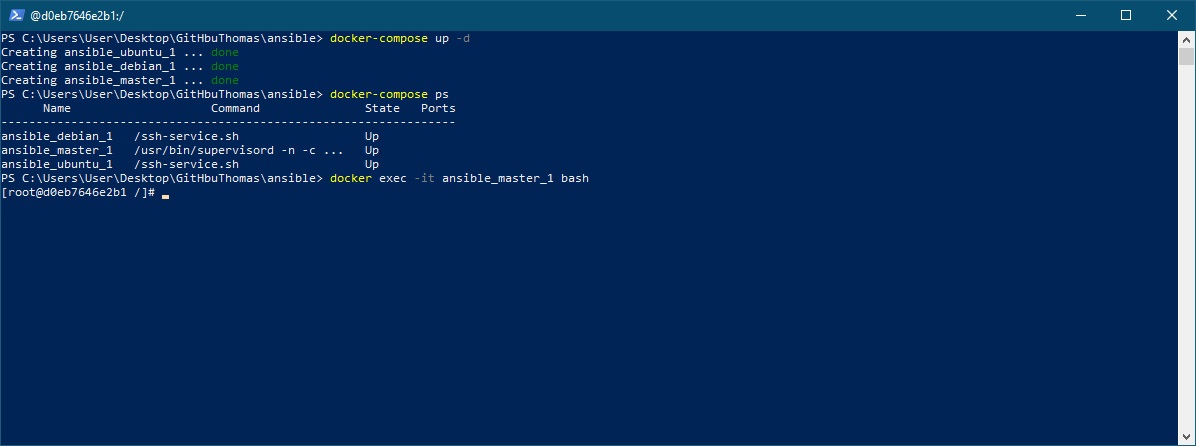 @d0eb7646e2b1:/
PS C:\Users\User\Desktop\GitHbuThomas\ansible> docker-compose up -d
Creating ansible_ubuntu_1 ... done
Creating ansible_debian_1 ... done
Creating ansible_master_1 ... done
PS C:\Users\User\Desktop\GitHbuThomas\ansible> docker-compose ps
      Name                    Command               State   Ports
-----------------------------------------------------------------
ansible_debian_1   /ssh-service.sh                  Up
ansible_master_1   /usr/bin/supervisord -n -c ...   Up
ansible_ubuntu_1   /ssh-service.sh                  Up
PS C:\Users\User\Desktop\GitHbuThomas\ansible> docker exec -it ansible_master_1 bash
[root@d0eb7646e2b1 /]#